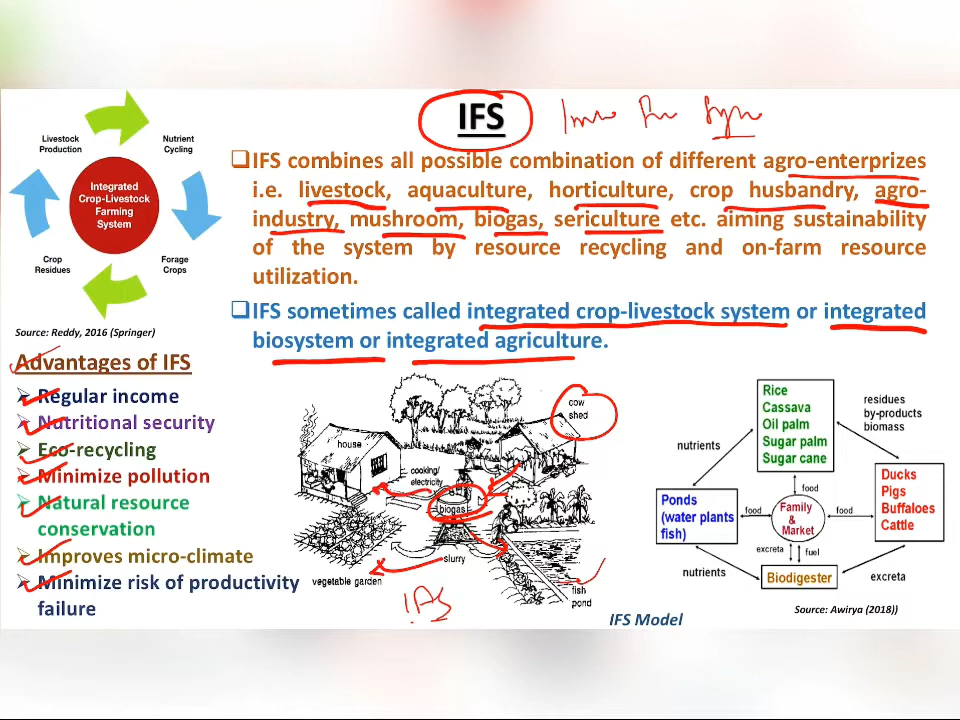 IFS
Livestock
Production
Nutrient
Cycling
Integrated
Crop-Livestock
Farming
System
Crop
Residues
Forage
Crops
Source: Reddy, 2016 (Springer)
❑IFS combines all possible combination of different agro-enterprizes
i.e. livestock, aquaculture, horticulture, crop husbandry, agro-
industry, mushroom, biogas, sericulture etc. aiming sustainability
of the system by resource recycling and on-farm resource
utilization.
❑IFS sometimes called integrated crop-livestock system or integrated
biosystem or integrated agriculture.
Advantages of IFS
➢ Regular income
➢ Nutritional security
➢ Eco-recycling
➢ Minimize pollution
➢ Natural resource
conservation
➢ Improves micro-climate
➢ Minimize risk of productivity
failure
house
cow
shed
cooking/
electricity
biogas
slurry
vegetable garden
fish
pond
IFS
IFS Model
Rice
Cassava
Oil palm
Sugar palm
Sugar cane
residues
by-products
biomass
nutrients
food
Ponds
(water plants
fish)
food
Family
&
Market
food
Ducks
Pigs
Buffaloes
Cattle
excreta
fuel
nutrients
Biodigester
excreta
Source: Awirya (2018))